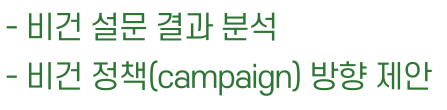 - 비건 설문 결과 분석
- 비건 정책(campaign) 방향 제안